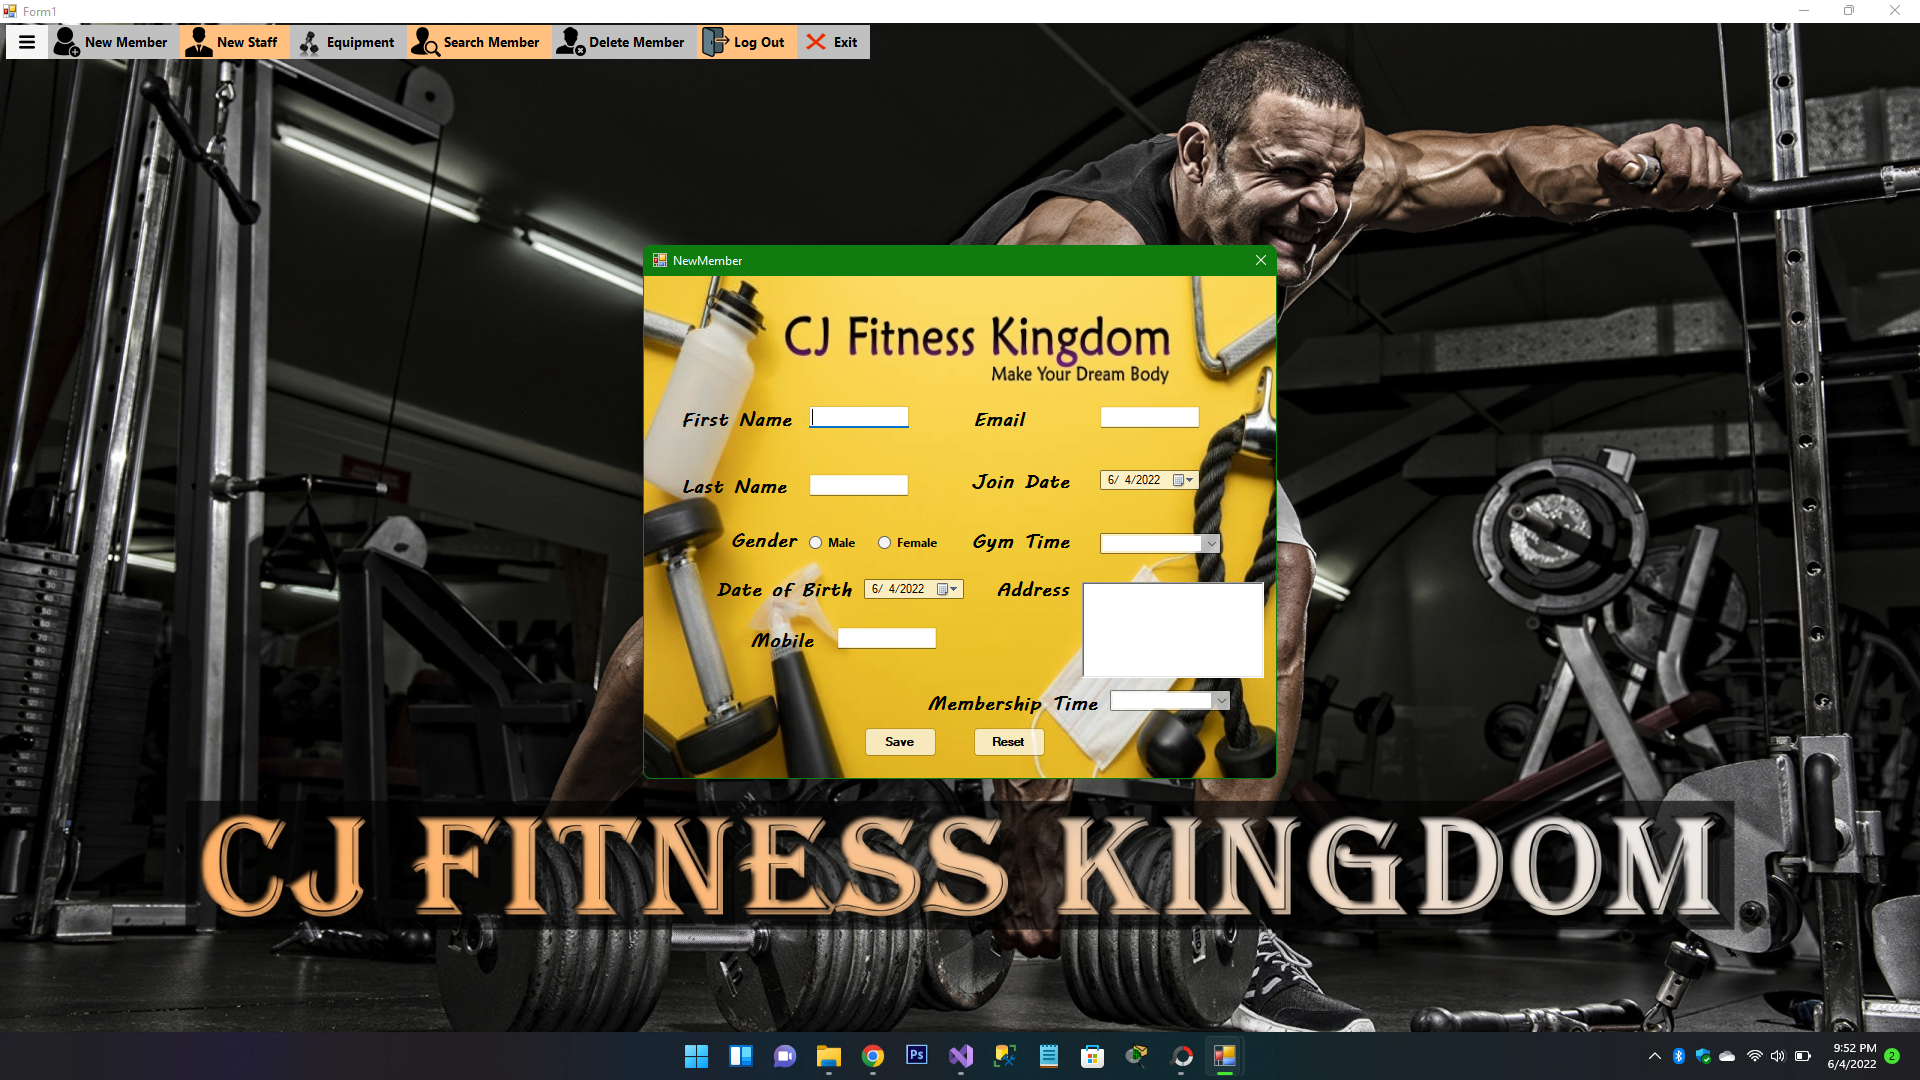 Form1
New Member
New Staff
Equipment
Search Member
Delete Member
Log Out
Exit
NewMember
CJ Fitness Kingdom
Make Your Dream Body
First Name
Email
Last Name
Join Date
6/ 4/2022
Gender
Male
Female
Gym Time
Date of Birth
6/ 4/2022
Address
Mobile
Membership Time
Save
Reset
CJ FITNESS KINGDOM
Ps
9:52 PM
6/4/2022
2